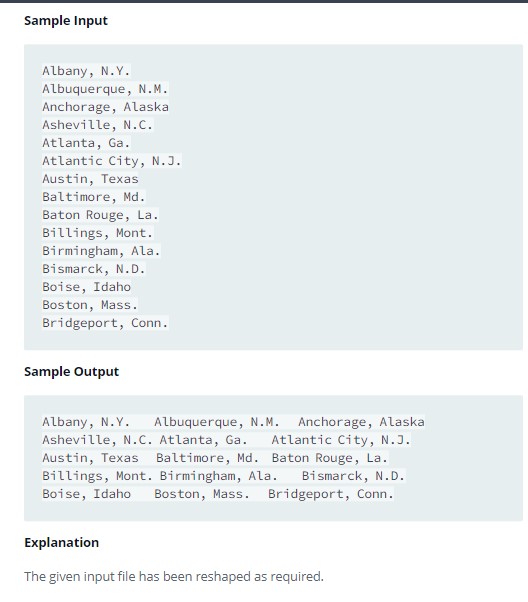 Sample Input
Albany, N.Y.
Albuquerque, N.M.
Anchorage, Alaska
Asheville, N.C.
Atlanta, Ga.
Atlantic City, N.J.
Austin, Texas
Baltimore, Md.
Baton Rouge, La.
Billings, Mont.
Birmingham, Ala.
Bismarck, N.D.
Boise, Idaho
Boston, Mass.
Bridgeport, Conn.
Sample Output
Albany, N.Y.   Albuquerque, N.M.  Anchorage, Alaska
Asheville, N.C. Atlanta, Ga.   Atlantic City, N.J.
Austin, Texas  Baltimore, Md.  Baton Rouge, La.
Billings, Mont. Birmingham, Ala.   Bismarck, N.D.
Boise, Idaho   Boston, Mass.  Bridgeport, Conn.
Explanation
The given input file has been reshaped as required.